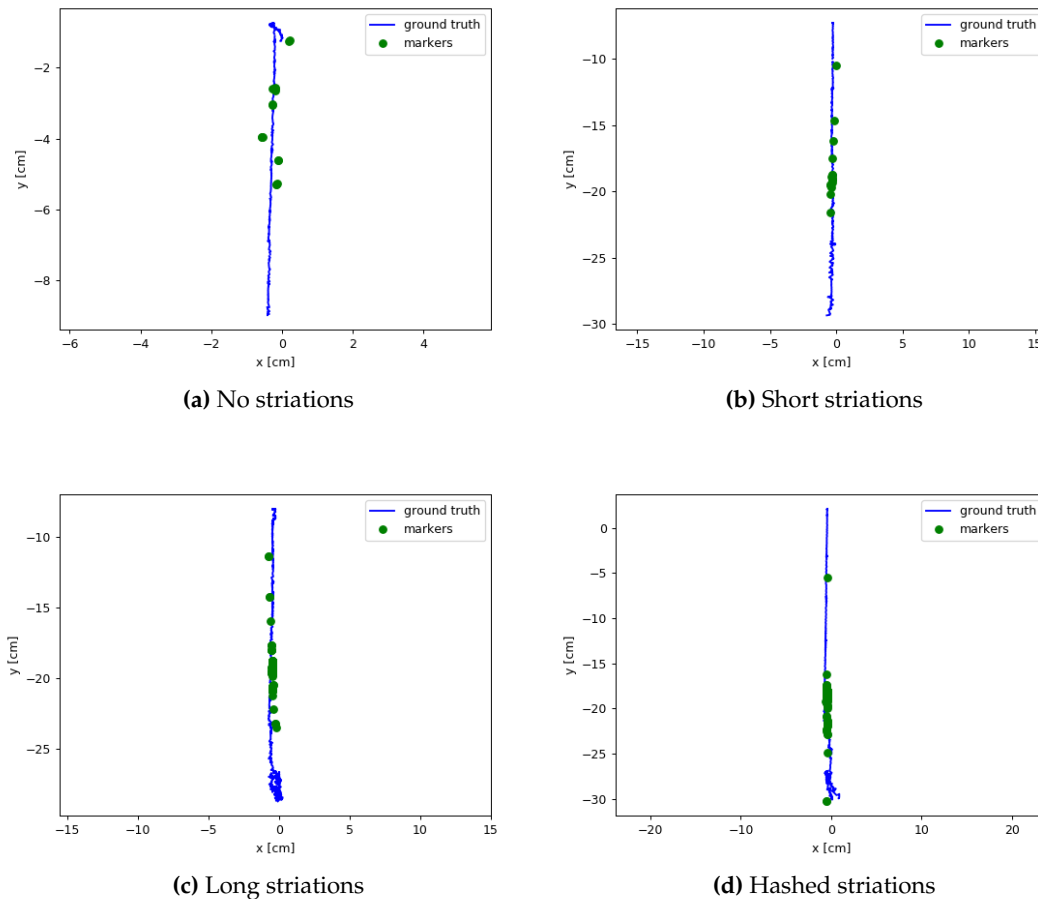 ground truth
markers
−2
−4
−6
−8
y [cm]
−6 −4 −2 0 2 4
x [cm]
(a) No striations
ground truth
markers
−10
−15
−20
−25
−30
y [cm]
−15 −10 −5 0 5 10 15
x [cm]
(b) Short striations
ground truth
markers
−10
−15
−20
−25
y [cm]
−15 −10 −5 0 5 10 15
x [cm]
(c) Long striations
ground truth
markers
0
−5
−10
−15
−20
−25
−30
y [cm]
−20 −10 0 10 20
x [cm]
(d) Hashed striations